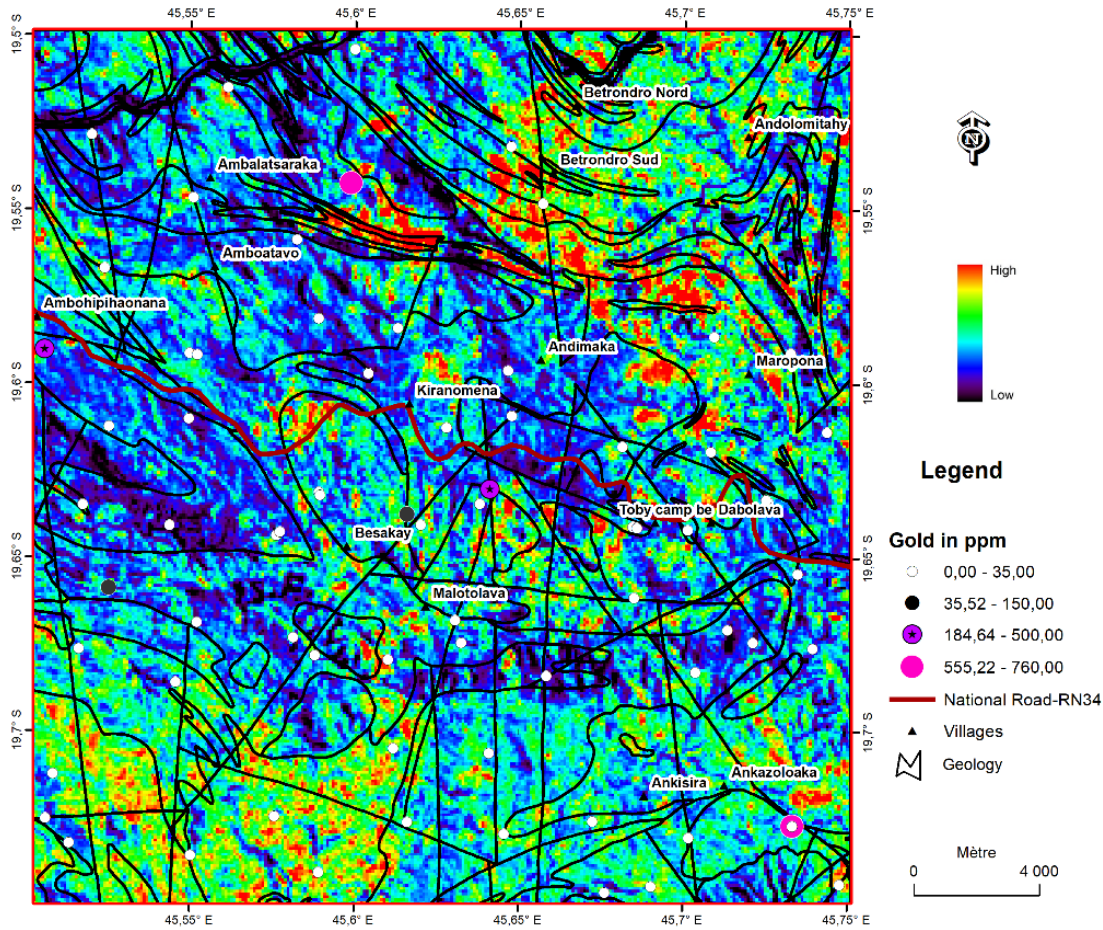 45,55° E 45,6° E 45,65° E 45,7° E 45,75° E
19,5° S 19,5° S
Betrondro Nord
Andolomitahy
Ambalatsaraka
Betrondro Sud
19,55° S 19,55° S
Amboatavo
Ambohipihaonana
Andimaka
Maropona
19,6° S 19,6° S
Kiranomena
Toby camp be Dabolava
Besakay
19,65° S 19,65° S
Malotolava
19,7° S 19,7° S
Ankisira
Ankazoloaka
45,55° E 45,6° E 45,65° E 45,7° E 45,75° E
N
High
Low
Legend
Gold in ppm
0,00 - 35,00
35,52 - 150,00
184,64 - 500,00
555,22 - 760,00
National Road-RN34
Villages
Geology
Mètre
0 4 000